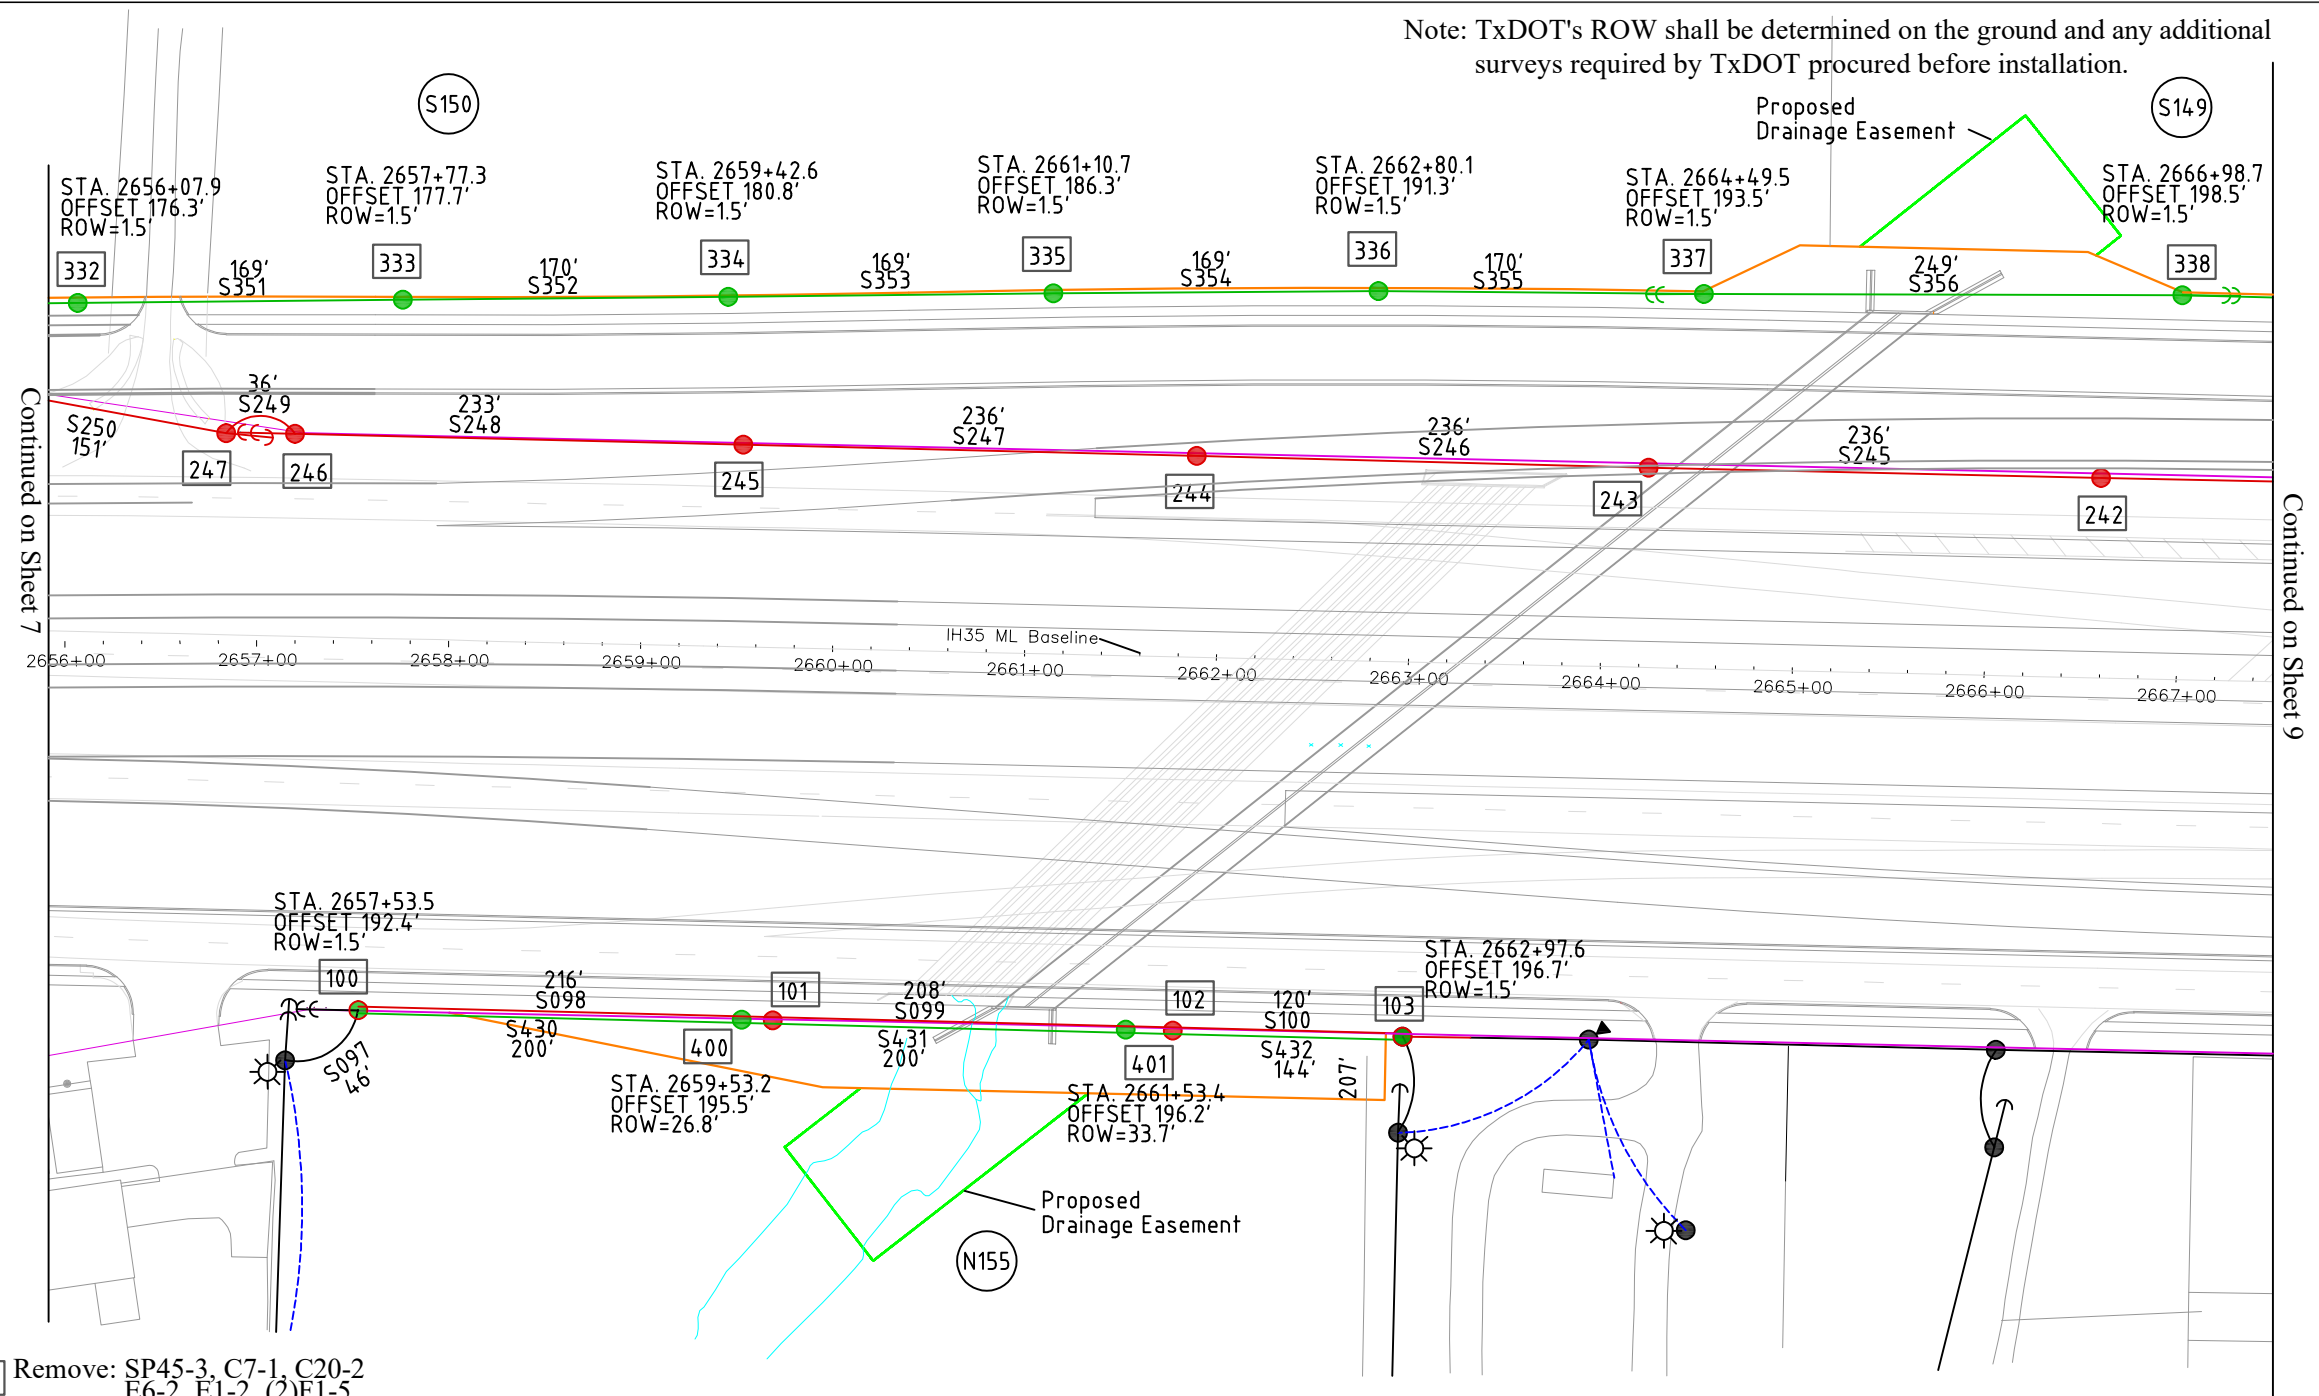 Note: TxDOT's ROW shall be determined on the ground and any additional
surveys required by TxDOT procured before installation.
S150
S149
Proposed
Drainage Easement
STA. 2656+07.9
OFFSET 176.3'
ROW=1.5'
STA. 2657+77.3
OFFSET 177.7'
ROW=1.5'
STA. 2659+42.6
OFFSET 180.8'
ROW=1.5'
STA. 2661+10.7
OFFSET 186.3'
ROW=1.5'
STA. 2662+80.1
OFFSET 191.3'
ROW=1.5'
STA. 2664+49.5
OFFSET 193.5'
ROW=1.5'
STA. 2666+98.7
OFFSET 198.5'
ROW=1.5'
332
169'
S351
333
170'
S352
334
169'
S353
335
169'
S354
336
170'
S355
337
249'
S356
338
Continued on Sheet 7
S250
151'
36'
S249
233'
S248
236'
S247
236'
S246
236'
S245
247
246
245
244
243
242
Continued on Sheet 9
IH35 ML Baseline
2656+00
2657+00
2658+00
2659+00
2660+00
2661+00
2662+00
2663+00
2664+00
2665+00
2666+00
2667+00
STA. 2657+53.5
OFFSET 192.4'
ROW=1.5'
100
216'
S098
101
208'
S099
102
120'
S100
103
STA. 2662+97.6
OFFSET 196.7'
ROW=1.5'
S097
46'
S430
200'
400
S431
200'
401
S432
144'
207'
STA. 2659+53.2
OFFSET 195.5'
ROW=26.8'
STA. 2661+53.4
OFFSET 196.2'
ROW=33.7'
Proposed
Drainage Easement
N155
Remove: SP45-3, C7-1, C20-2
E6-2, E1-2, (2)E1-5